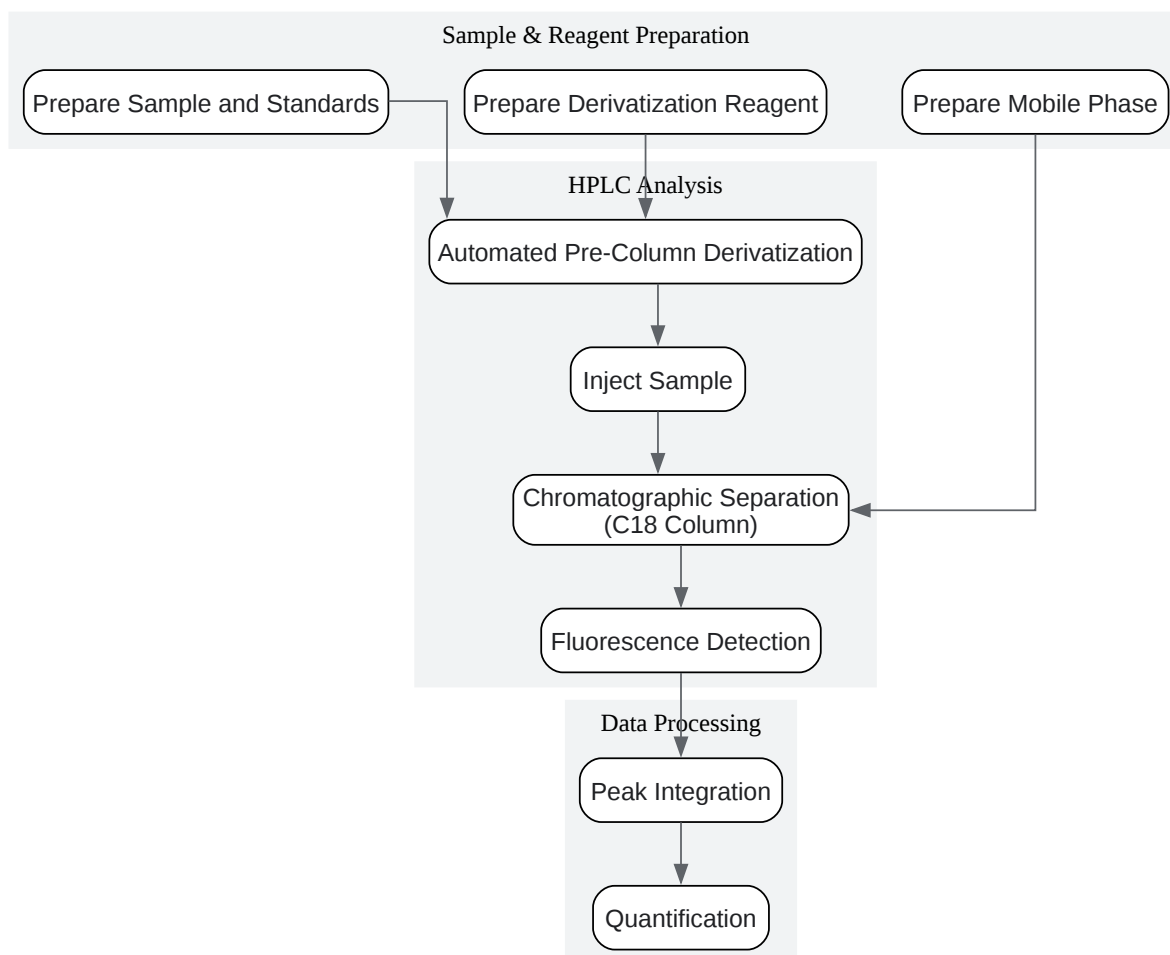 Sample & Reagent Preparation
Prepare Sample and Standards
Prepare Derivatization Reagent
Prepare Mobile Phase
HPLC Analysis
Automated Pre-Column Derivatization
Inject Sample
Chromatographic Separation
(C18 Column)
Fluorescence Detection
Data Processing
Peak Integration
Quantification